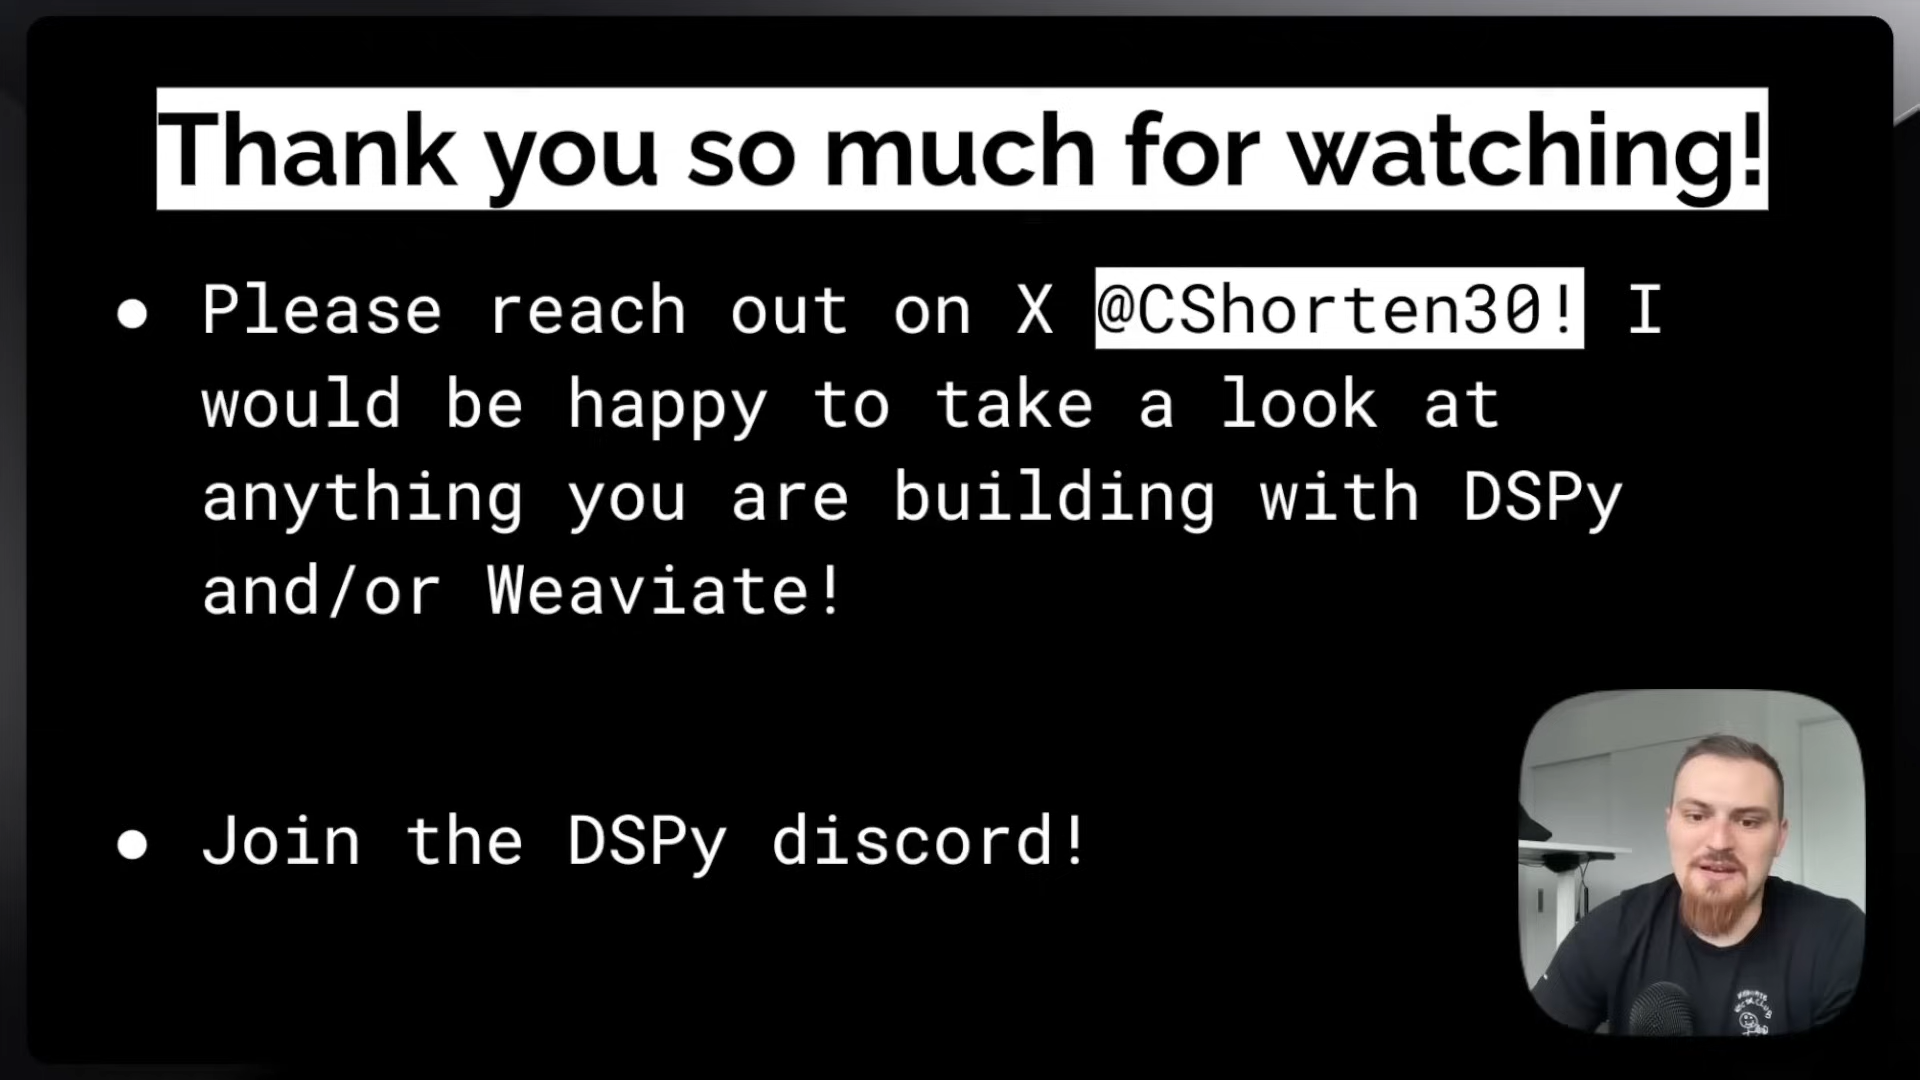 Thank you so much for watching!
● Please reach out on X @CShorten30! I
would be happy to take a look at
anything you are building with DSPy
and/or Weaviate!
● Join the DSPy discord!